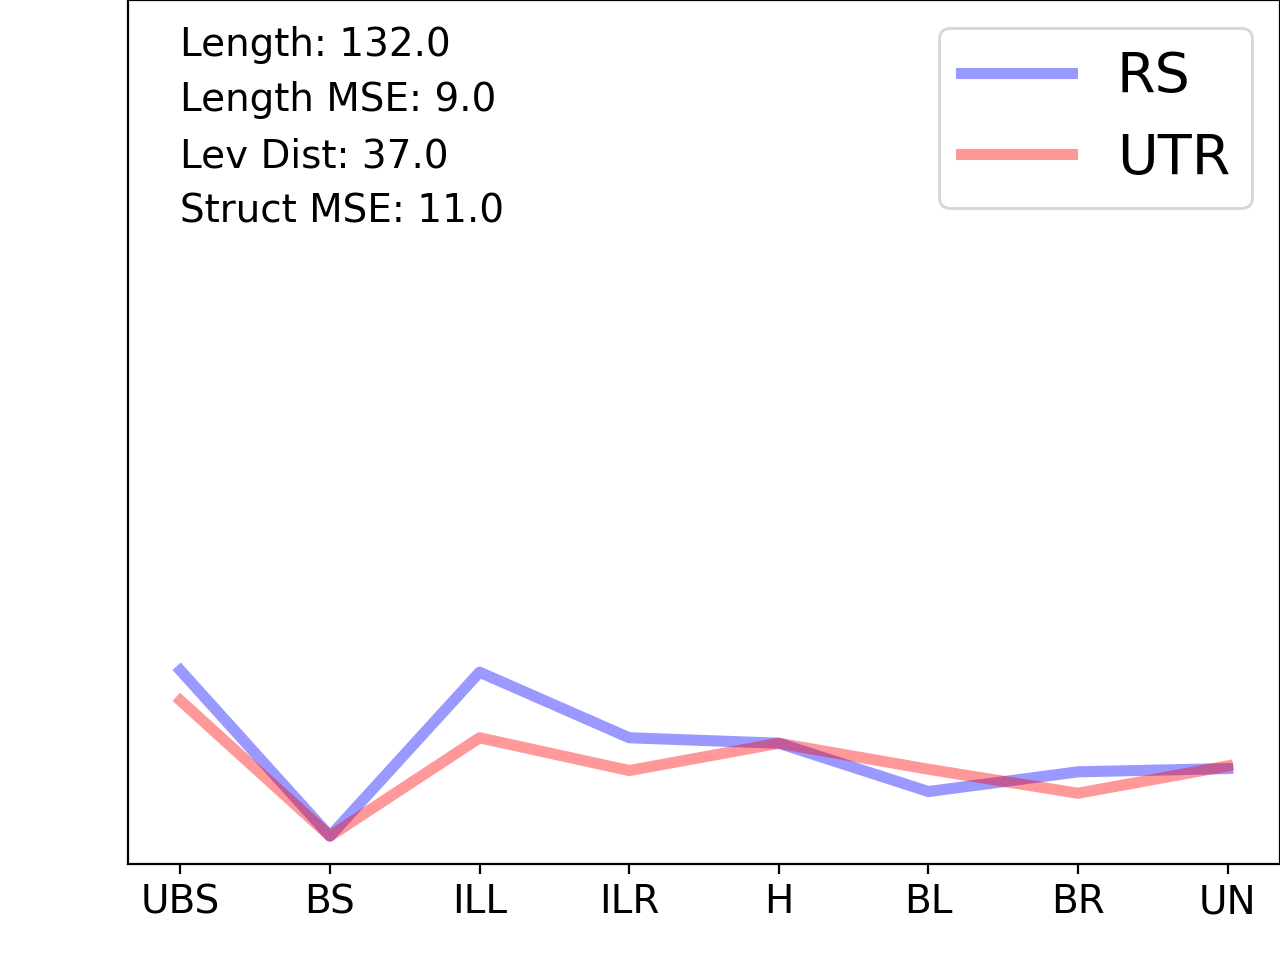 Length: 132.0
Length MSE: 9.0
Lev Dist: 37.0
Struct MSE: 11.0
RS
UTR
UBS BS ILL ILR H BL BR UN